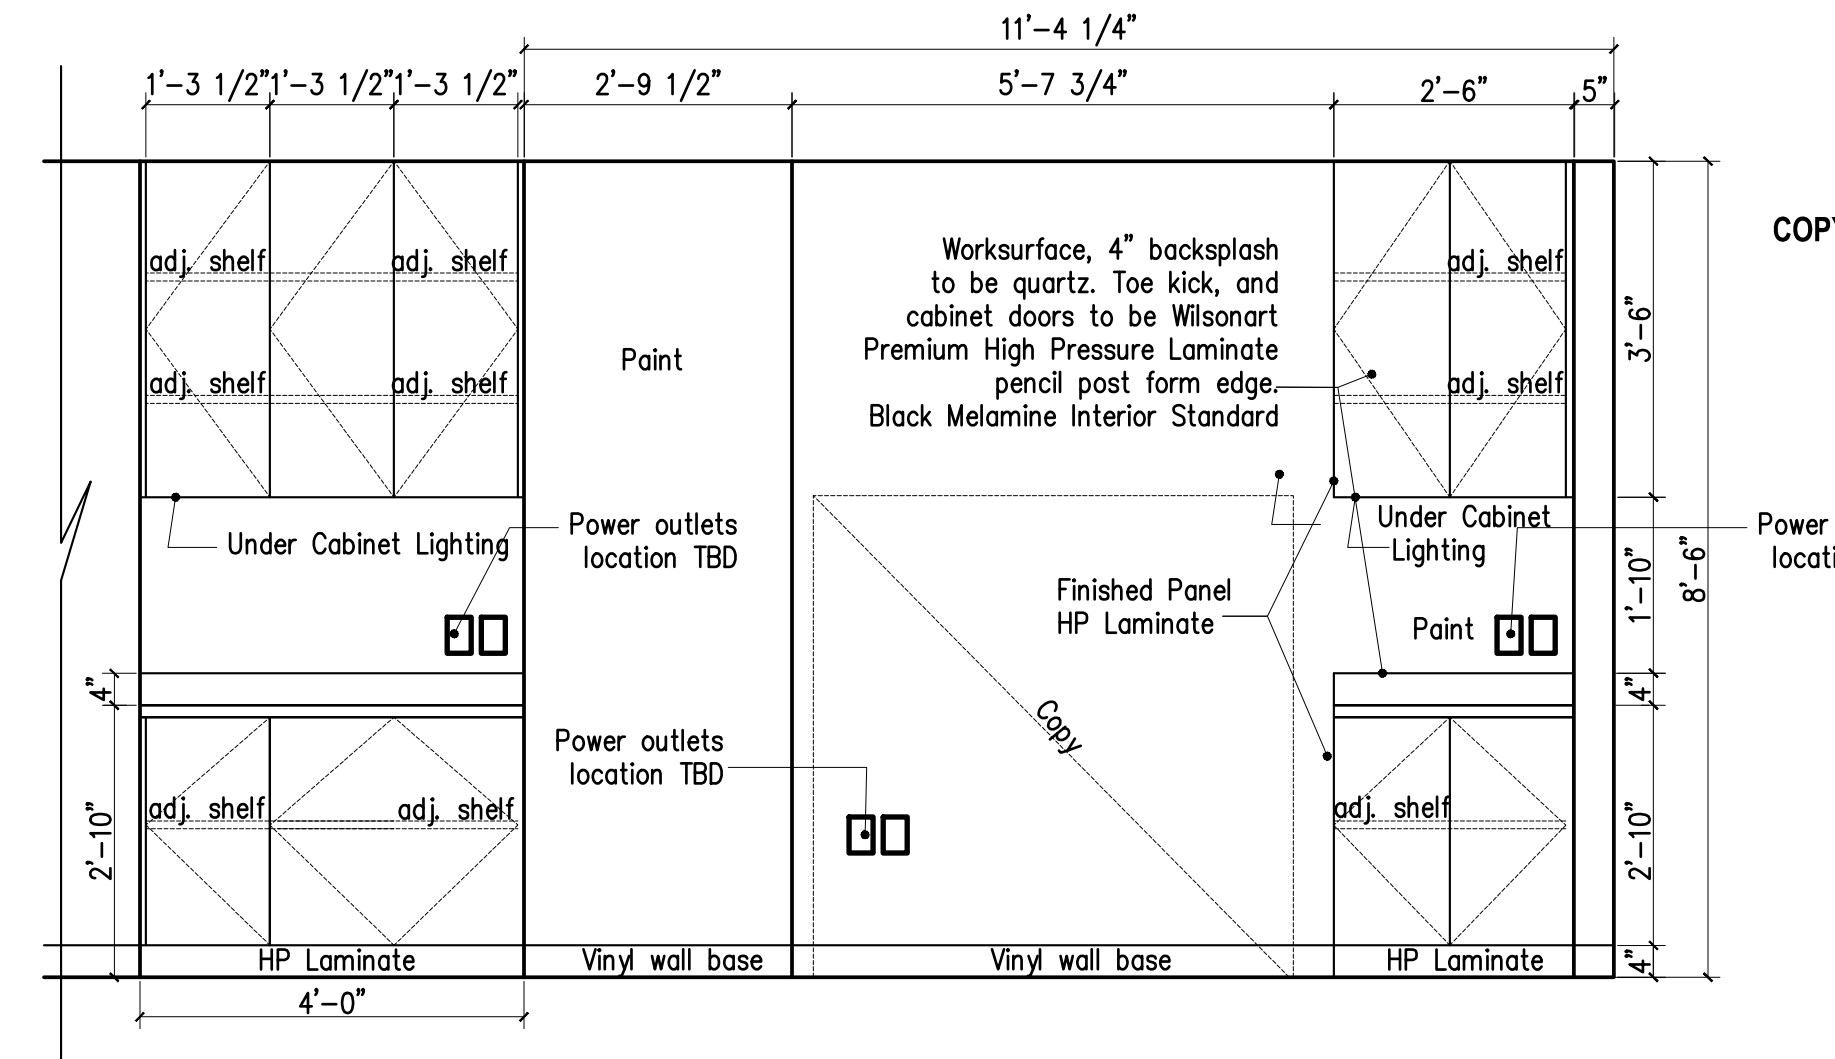 11'-4 1/4"
1'-3 1/2" 1'-3 1/2" 1'-3 1/2" 2'-9 1/2" 5'-7 3/4" 2'-6" 5"
COPY
Worksurface, 4" backsplash
to be quartz. Toe kick, and
cabinet doors to be Wilsonart
Premium High Pressure Laminate
pencil post form edge.
Black Melamine Interior Standard
adj. shelf adj. shelf adj. shelf
Paint
adj. shelf adj. shelf adj. shelf
3'-6"
Under Cabinet Lighting
Power outlets
location TBD
Under Cabinet
Lighting
Power
locati
1'-10"
8'-6"
Finished Panel
HP Laminate
Paint
4"
4"
Copy
Power outlets
location TBD
adj. shelf adj. shelf adj. shelf
2'-10"
2'-10"
HP Laminate Vinyl wall base Vinyl wall base HP Laminate
4"
4'-0"